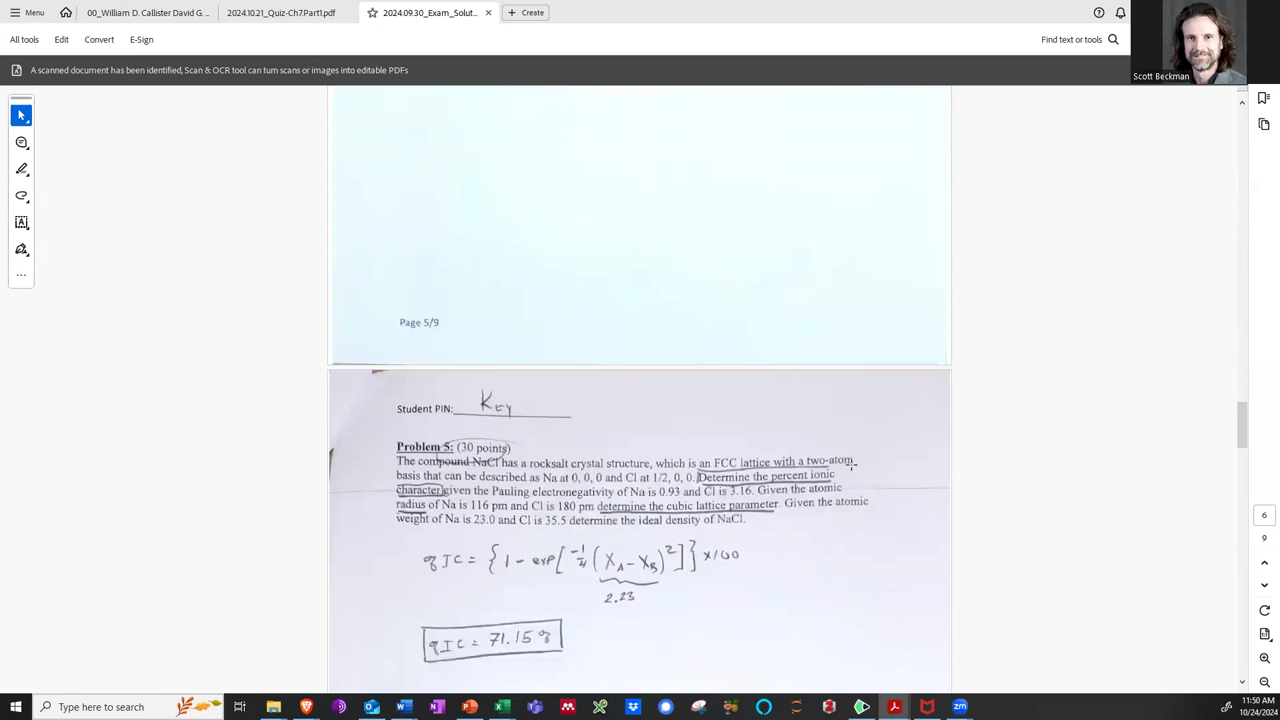 Menu
00_William D. Callister David G. ...
2024.10.21_Quiz-Ch7.Part1.pdf
2024.09.30_Exam_Solut...
Create
All tools
Edit
Convert
E-Sign
Find text or tools
A scanned document has been identified, Scan & OCR tool can turn scans or images into editable PDFs
Scott Beckman
Page 5/9
Student PIN: KEY
Problem 5: (30 points)
The compound NaCl has a rocksalt crystal structure, which is an FCC lattice with a two-atom
basis that can be described as Na at 0, 0, 0 and Cl at 1/2, 0, 0. Determine the percent ionic
character given the Pauling electronegativity of Na is 0.93 and Cl is 3.16. Given the atomic
radius of Na is 116 pm and Cl is 180 pm determine the cubic lattice parameter. Given the atomic
weight of Na is 23.0 and Cl is 35.5 determine the ideal density of NaCl.
% IC = { 1 - exp[ -1/4 (XA - XB)^2 ] } x100
2.23
% IC = 71.15 %
6
9
Type here to search
11:50 AM
10/24/2024